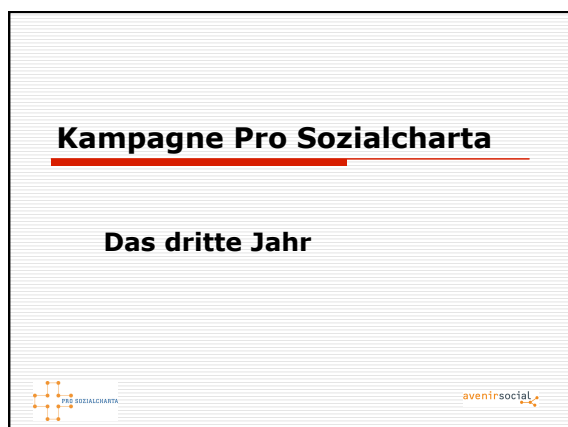 Kampagne Pro Sozialcharta
Das dritte Jahr
PRO SOZIALCHARTA
avenirsocial